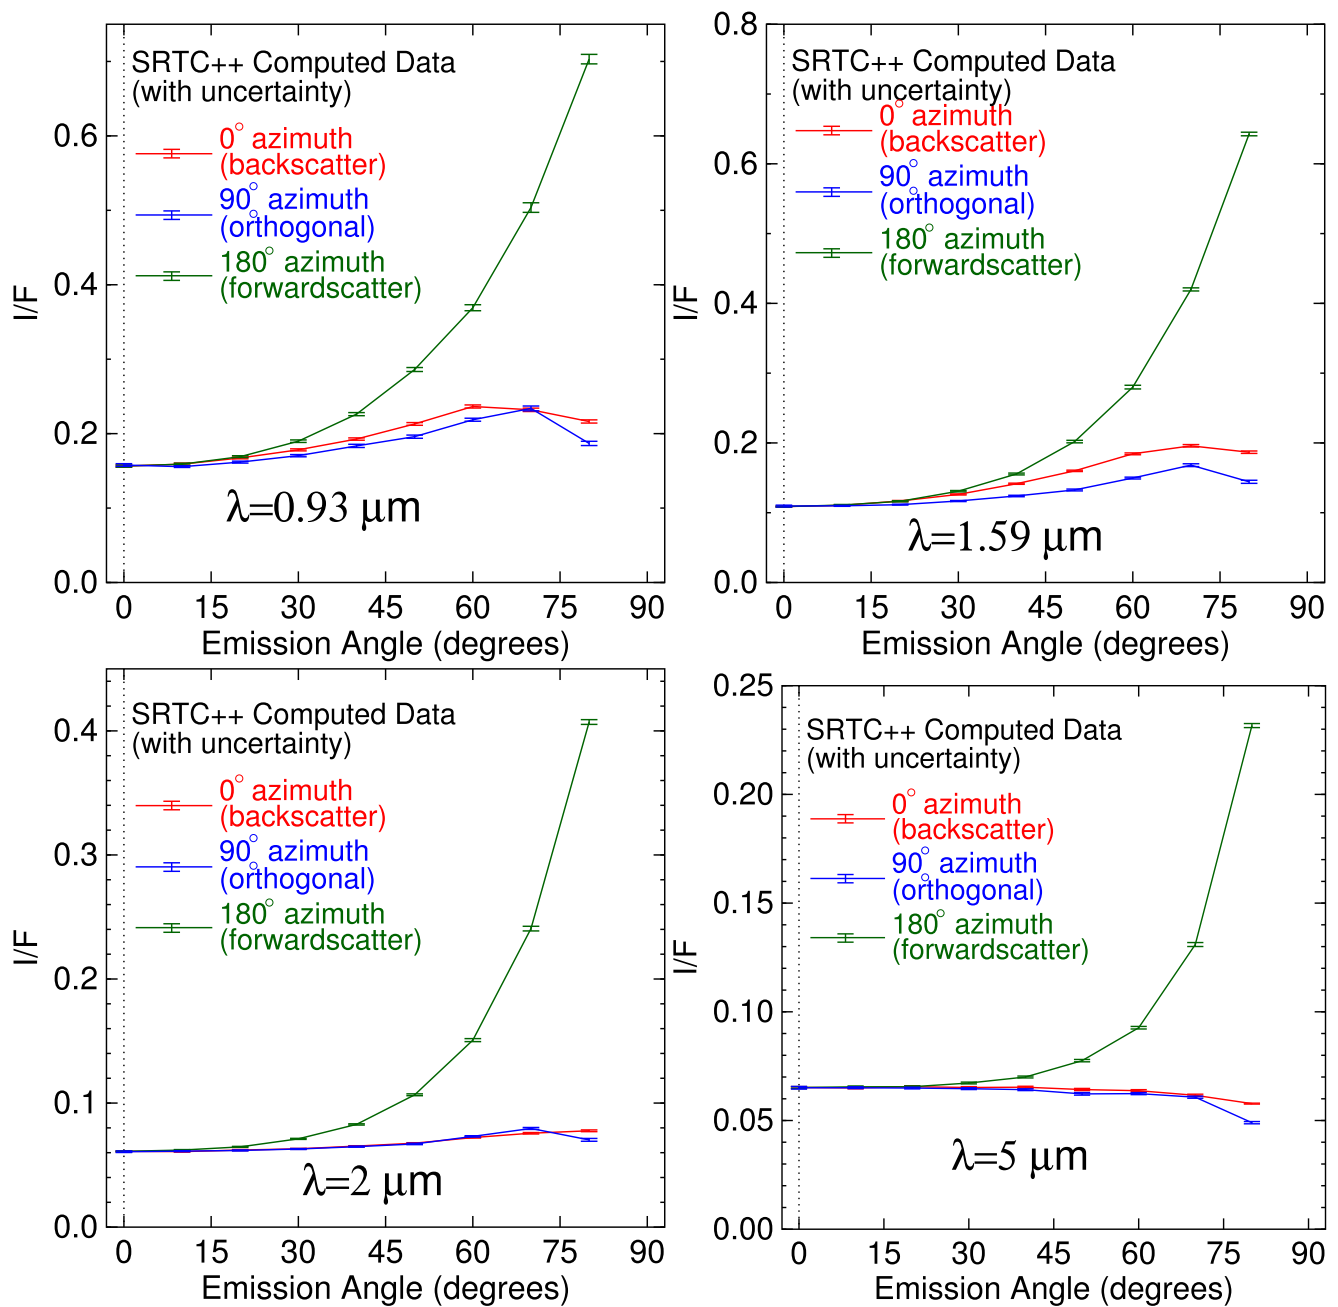 SRTC++ Computed Data
(with uncertainty)
0° azimuth
(backscatter)
90° azimuth
(orthogonal)
180° azimuth
(forwardscatter)
λ=0.93 μm
I/F
0.6
0.4
0.2
0.0
0 15 30 45 60 75 90
Emission Angle (degrees)
SRTC++ Computed Data
(with uncertainty)
0° azimuth
(backscatter)
90° azimuth
(orthogonal)
180° azimuth
(forwardscatter)
λ=1.59 μm
I/F
0.8
0.6
0.4
0.2
0.0
0 15 30 45 60 75 90
Emission Angle (degrees)
SRTC++ Computed Data
(with uncertainty)
0° azimuth
(backscatter)
90° azimuth
(orthogonal)
180° azimuth
(forwardscatter)
λ=2 μm
I/F
0.4
0.3
0.2
0.1
0.0
0 15 30 45 60 75 90
Emission Angle (degrees)
SRTC++ Computed Data
(with uncertainty)
0° azimuth
(backscatter)
90° azimuth
(orthogonal)
180° azimuth
(forwardscatter)
λ=5 μm
I/F
0.25
0.20
0.15
0.10
0.05
0.00
0 15 30 45 60 75 90
Emission Angle (degrees)